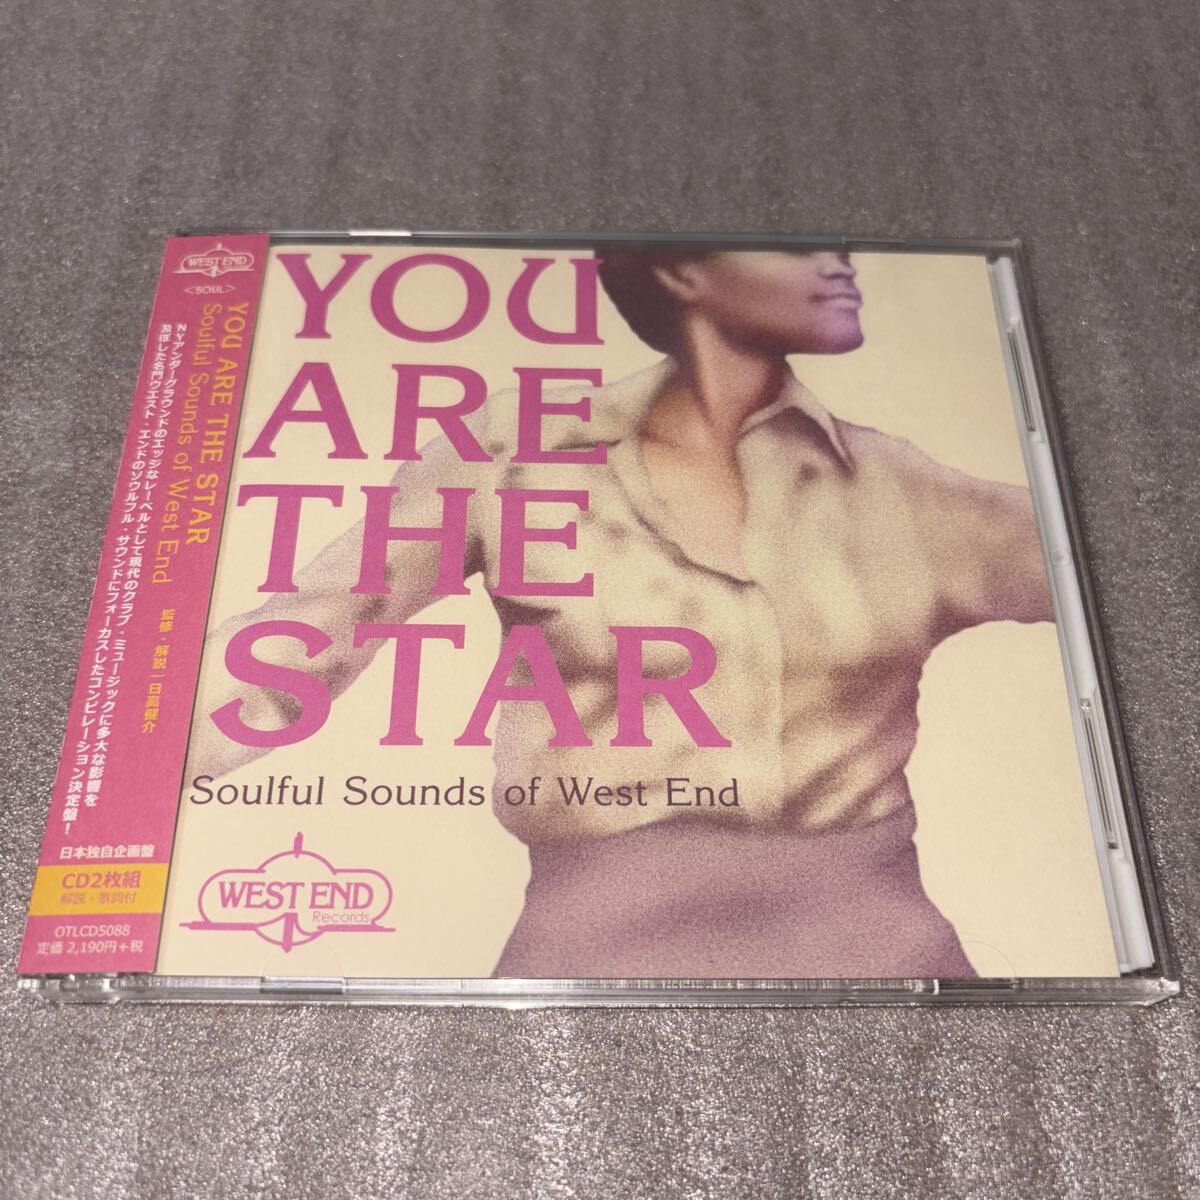 WEST END
<SOUL>
YOU ARE THE STAR
Soulful Sounds of West End
監修・解説一日高健介
NYアンダーグラウンドのエッジなレーベルとして現代のクラブ・ミュージックに多大な影響を
及ぼした名門ウエスト・エンドのソウルフル・サウンドにフォーカスしたコンピレーション決定盤!
日本独自企画盤
CD2枚組
解説・歌詞付
OTLCD5088
定価 2,190円+税
YOU
ARE
THE
STAR
Soulful Sounds of West End
WEST END
Records